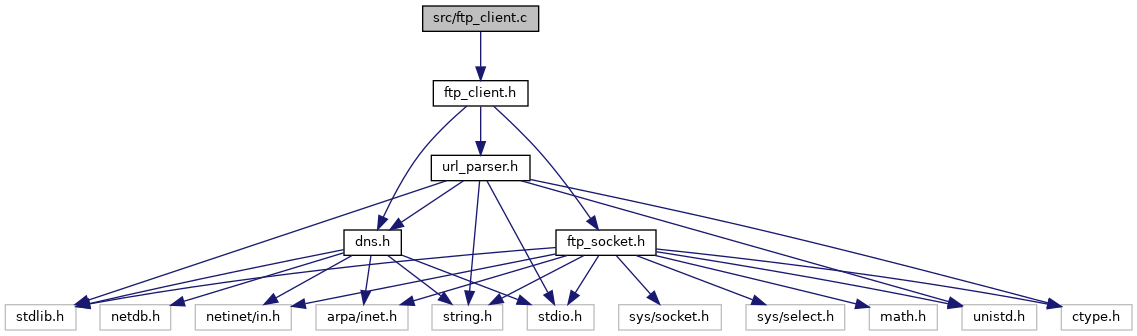 src/ftp_client.c
ftp_client.h
url_parser.h
dns.h
ftp_socket.h
stdlib.h
netdb.h
netinet/in.h
arpa/inet.h
string.h
stdio.h
sys/socket.h
sys/select.h
math.h
unistd.h
ctype.h